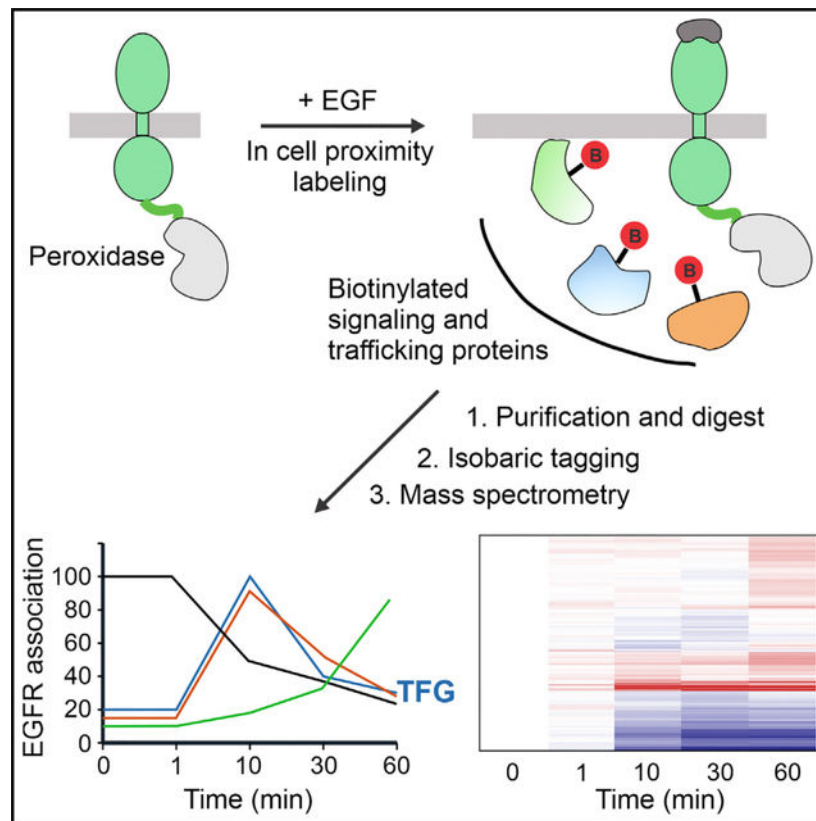 + EGF
In cell proximity
labeling
Peroxidase
B
B
B
Biotinylated
signaling and
trafficking proteins
1. Purification and digest
2. Isobaric tagging
3. Mass spectrometry
EGFR association
100
80
60
40
20
0
TFG
0 1 10 30 60
Time (min)
0 1 10 30 60
Time (min)